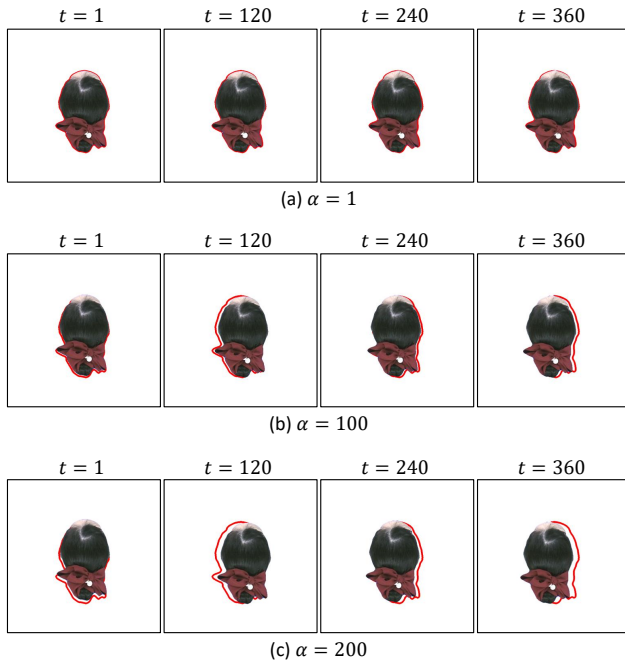 𝑡 = 1 𝑡 = 120 𝑡 = 240 𝑡 = 360
(a) 𝛼 = 1
𝑡 = 1 𝑡 = 120 𝑡 = 240 𝑡 = 360
(b) 𝛼 = 100
𝑡 = 1 𝑡 = 120 𝑡 = 240 𝑡 = 360
(c) 𝛼 = 200